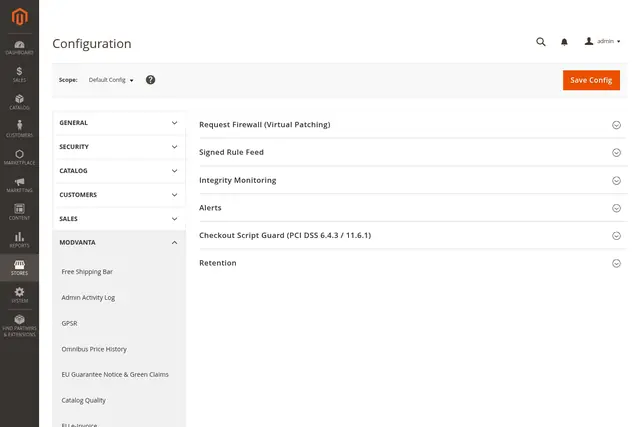 Configuration
admin
Scope:
Default Config
?
Save Config
DASHBOARD
SALES
CATALOG
CUSTOMERS
MARKETPLACE
MARKETING
CONTENT
REPORTS
STORES
SYSTEM
FIND PARTNERS
& EXTENSIONS
GENERAL
SECURITY
CATALOG
CUSTOMERS
SALES
MODVANTA
Free Shipping Bar
Admin Activity Log
GPSR
Omnibus Price History
EU Guarantee Notice & Green Claims
Catalog Quality
EU e-Invoice
Request Firewall (Virtual Patching)
Signed Rule Feed
Integrity Monitoring
Alerts
Checkout Script Guard (PCI DSS 6.4.3 / 11.6.1)
Retention